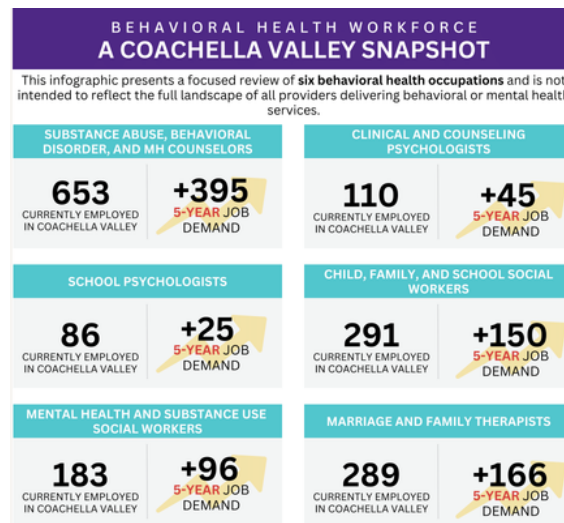 BEHAVIORAL HEALTH WORKFORCE
A COACHELLA VALLEY SNAPSHOT
This infographic presents a focused review of six behavioral health occupations and is not
intended to reflect the full landscape of all providers delivering behavioral or mental health
services.
SUBSTANCE ABUSE, BEHAVIORAL
DISORDER, AND MH COUNSELORS
653
CURRENTLY EMPLOYED
IN COACHELLA VALLEY
+395
5-YEAR JOB
DEMAND
CLINICAL AND COUNSELING
PSYCHOLOGISTS
110
CURRENTLY EMPLOYED
IN COACHELLA VALLEY
+45
5-YEAR JOB
DEMAND
SCHOOL PSYCHOLOGISTS
86
CURRENTLY EMPLOYED
IN COACHELLA VALLEY
+25
5-YEAR JOB
DEMAND
CHILD, FAMILY, AND SCHOOL SOCIAL
WORKERS
291
CURRENTLY EMPLOYED
IN COACHELLA VALLEY
+150
5-YEAR JOB
DEMAND
MENTAL HEALTH AND SUBSTANCE USE
SOCIAL WORKERS
183
CURRENTLY EMPLOYED
IN COACHELLA VALLEY
+96
5-YEAR JOB
DEMAND
MARRIAGE AND FAMILY THERAPISTS
289
CURRENTLY EMPLOYED
IN COACHELLA VALLEY
+166
5-YEAR JOB
DEMAND